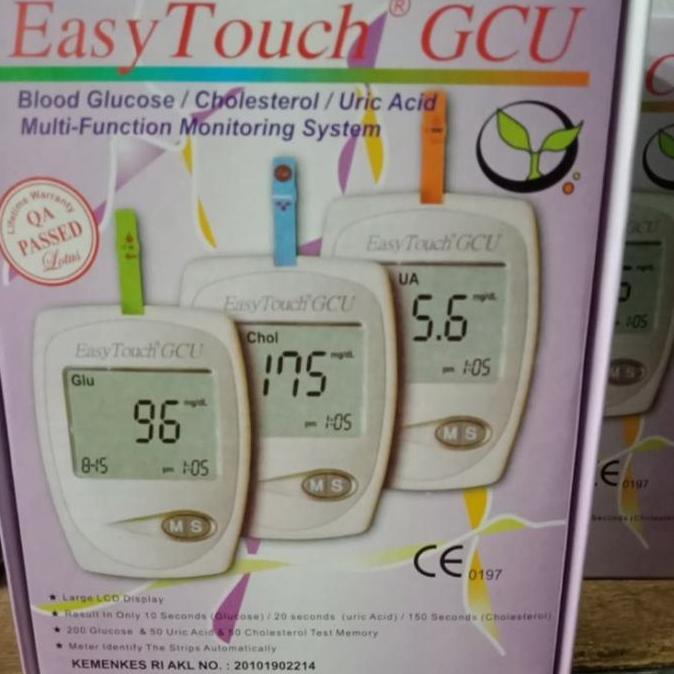 EasyTouch® GCU
Blood Glucose / Cholesterol / Uric Acid
Multi-Function Monitoring System
Lifetime Warranty
QA
PASSED
Lotus
EasyTouch GCU
UA
5.6 mg/dL
pm 1:05
M S
EasyTouch GCU
Chol
175 mg/dL
pm 1:05
M S
EasyTouch GCU
Glu
96 mg/dL
8-15 pm 1:05
M S
CE 0197
★ Large LCD Display
★ Result In Only 10 Seconds (Glucose) / 20 seconds (uric Acid) / 150 Seconds (Cholesterol)
★ 200 Glucose & 50 Uric Acid & 50 Cholesterol Test Memory
★ Meter Identify The Strips Automatically
KEMENKES RI AKL NO. : 20101902214
1:05
M S
CE 0197